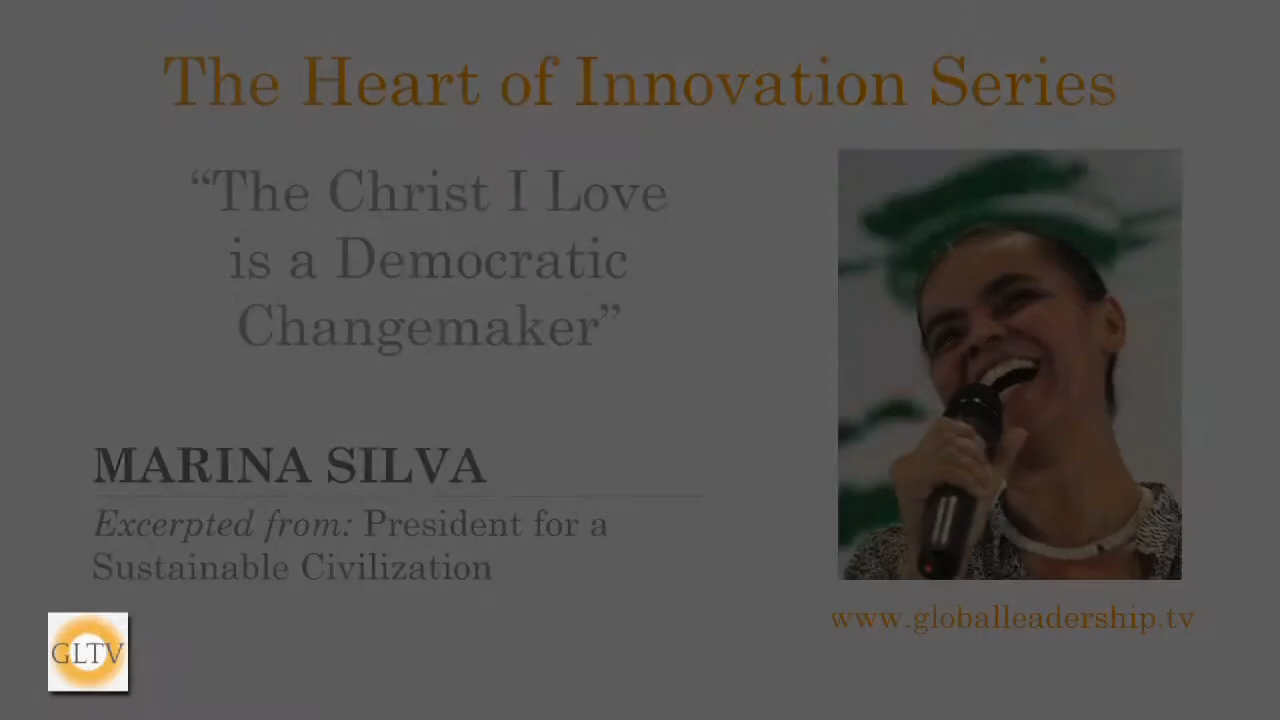 The Heart of Innovation Series
“The Christ I Love
is a Democratic
Changemaker”
MARINA SILVA
Excerpted from: President for a
Sustainable Civilization
www.globalleadership.tv
GLTV